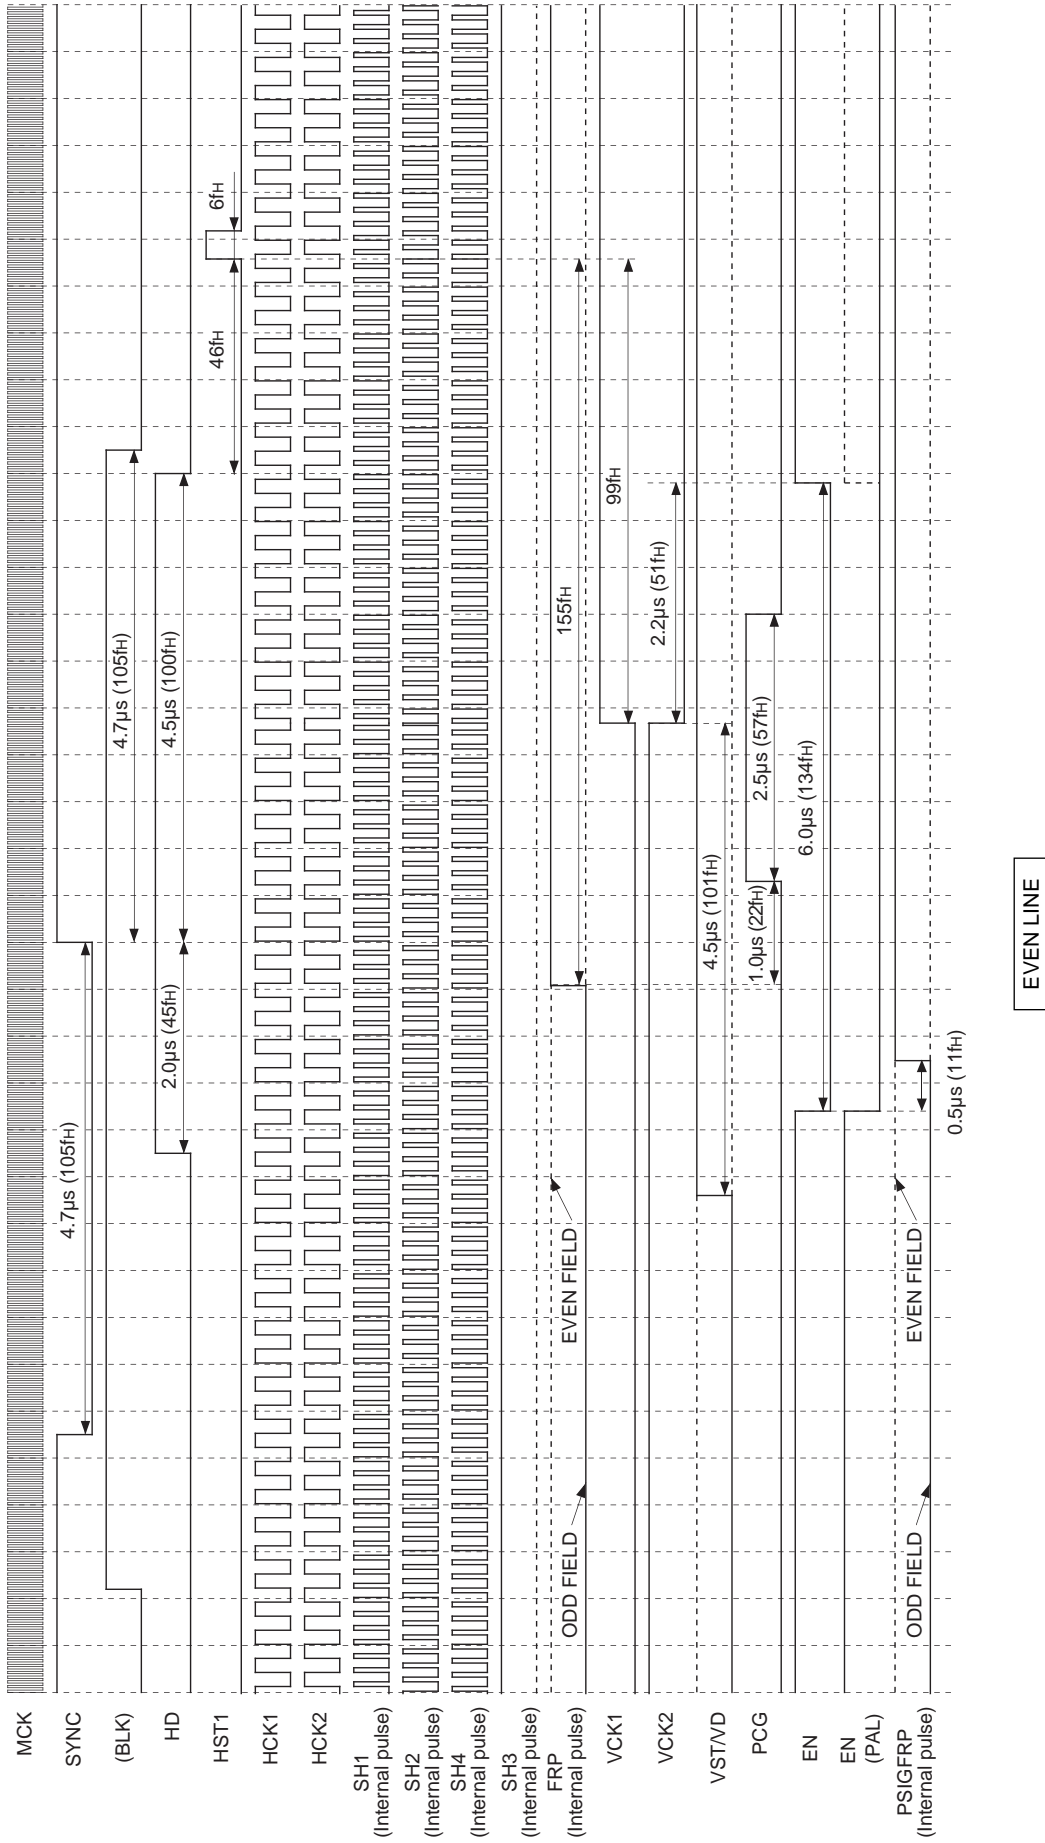 MCK
SYNC
4.7µs (105fH)
(BLK)
4.7µs (105fH)
HD
2.0µs (45fH)
4.5µs (100fH)
HST1
46fH
6fH
HCK1
HCK2
SH1
(Internal pulse)
SH2
(Internal pulse)
SH4
(Internal pulse)
SH3
(Internal pulse)
FRP
(Internal pulse)
ODD FIELD
EVEN FIELD
155fH
VCK1
99fH
VCK2
2.2µs (51fH)
VST/VD
4.5µs (101fH)
PCG
1.0µs (22fH)
2.5µs (57fH)
EN
6.0µs (134fH)
EN
(PAL)
PSIGFRP
(Internal pulse)
ODD FIELD
EVEN FIELD
0.5µs (11fH)
EVEN LINE